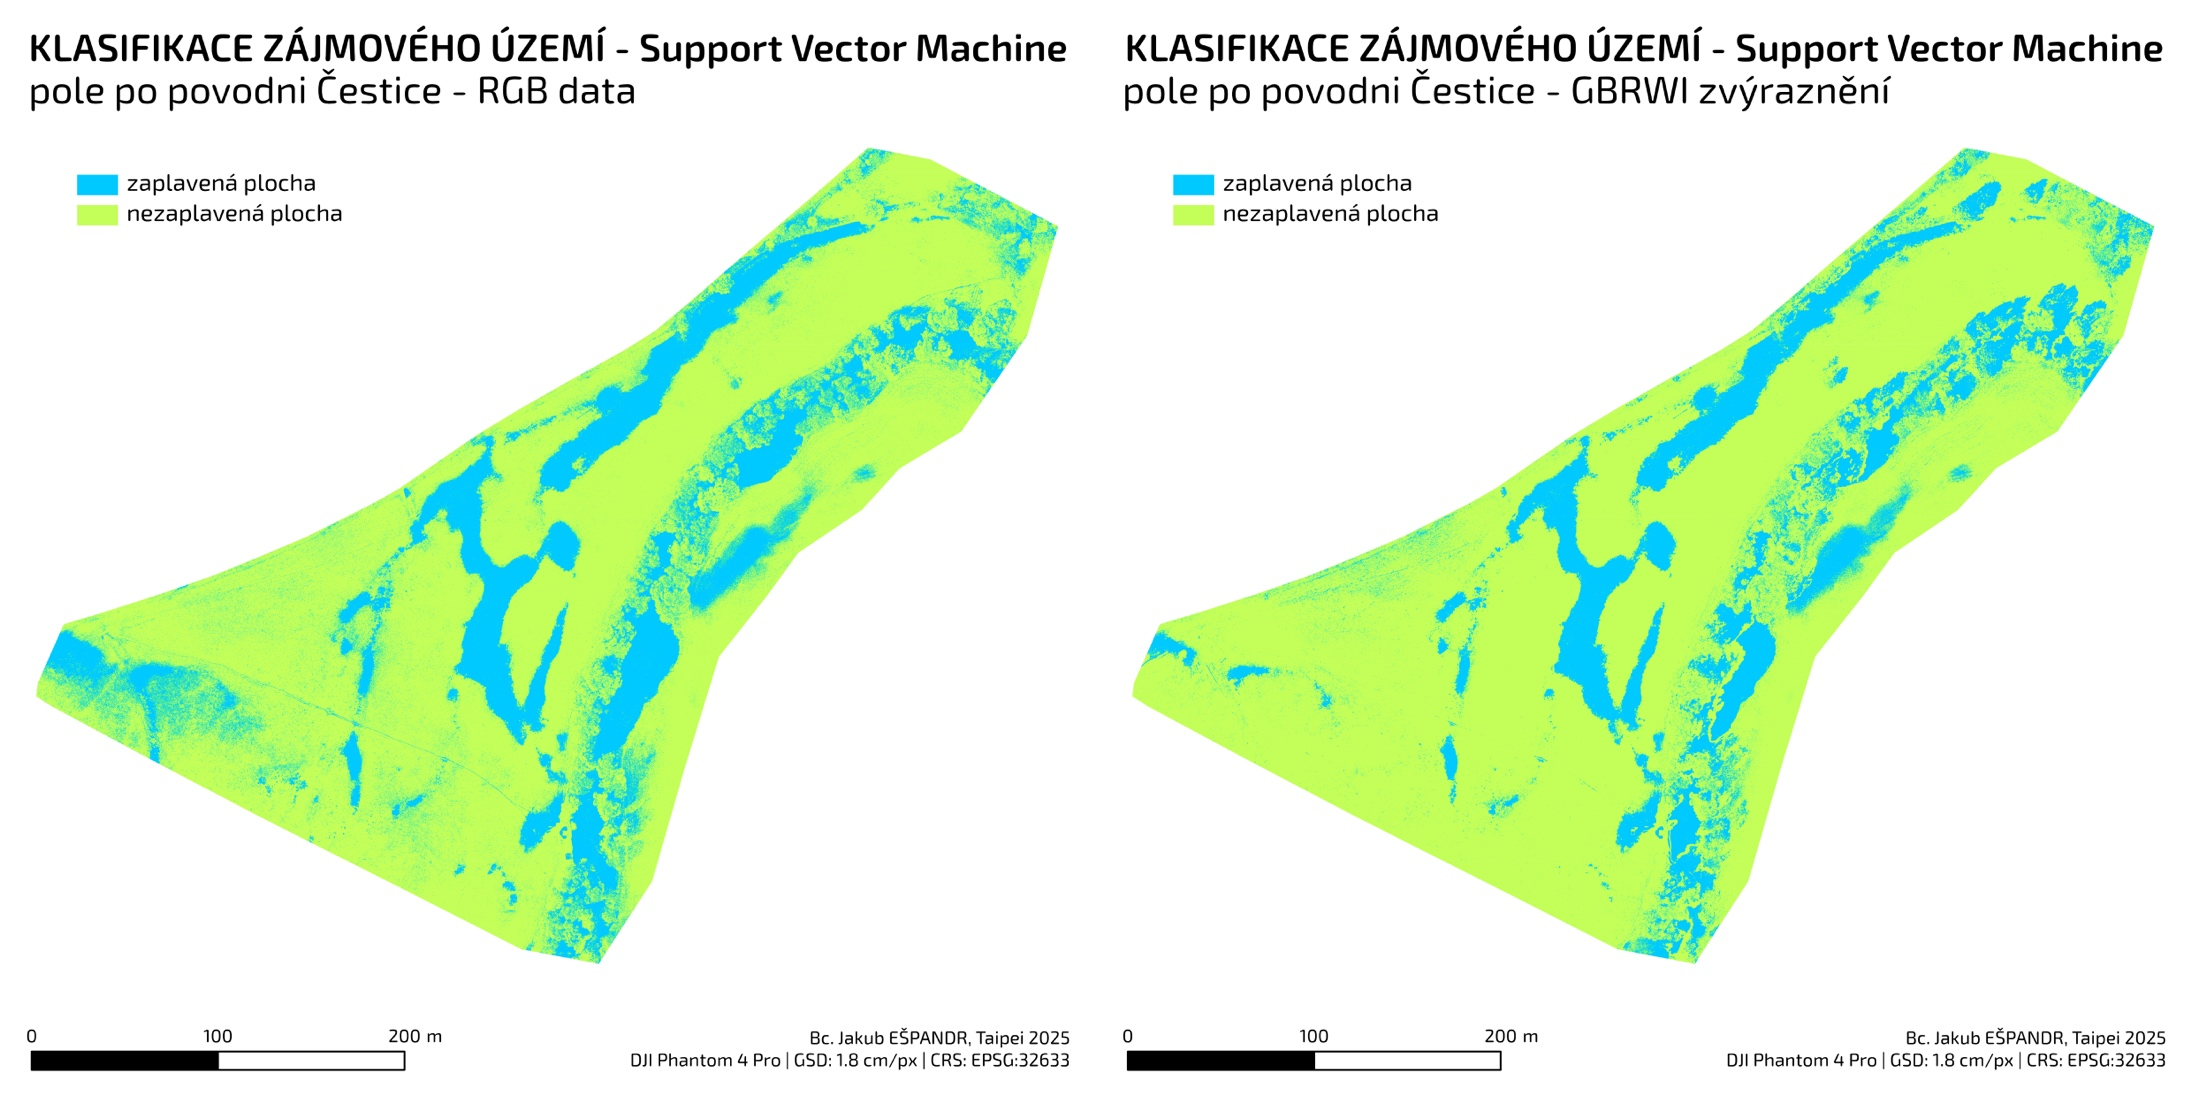 KLASIFIKACE ZÁJMOVÉHO ÚZEMÍ - Support Vector Machine
pole po povodni Čestice - RGB data
zaplavená plocha
nezaplavená plocha
0 100 200 m
Bc. Jakub EŠPANDR, Taipei 2025
DJI Phantom 4 Pro | GSD: 1.8 cm/px | CRS: EPSG:32633
KLASIFIKACE ZÁJMOVÉHO ÚZEMÍ - Support Vector Machine
pole po povodni Čestice - GBRWI zvýraznění
zaplavená plocha
nezaplavená plocha
0 100 200 m
Bc. Jakub EŠPANDR, Taipei 2025
DJI Phantom 4 Pro | GSD: 1.8 cm/px | CRS: EPSG:32633